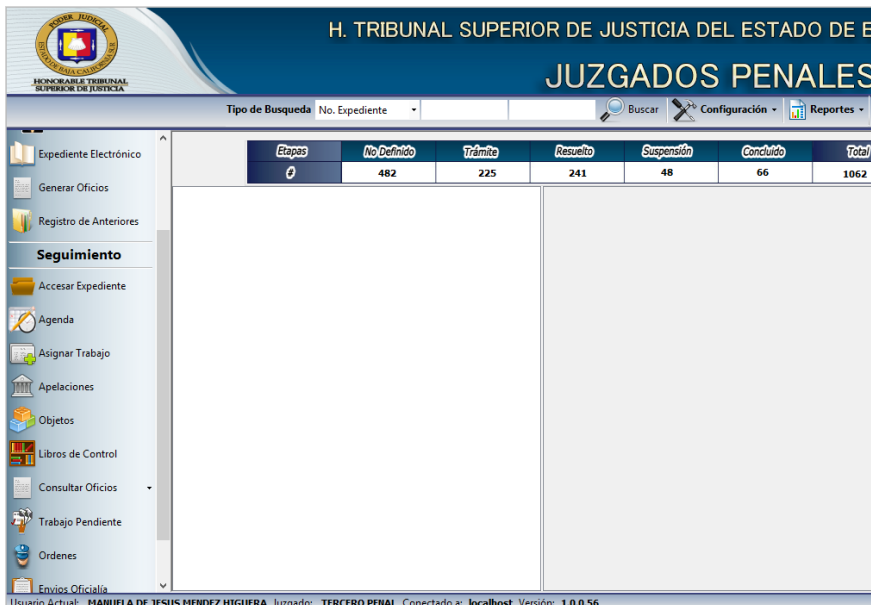 PODER JUDICIAL
ESTADO DE BAJA CALIFORNIA SUR
HONORABLE TRIBUNAL
SUPERIOR DE JUSTICIA
H. TRIBUNAL SUPERIOR DE JUSTICIA DEL ESTADO DE B
JUZGADOS PENALES
Tipo de Busqueda No. Expediente Buscar Configuración Reportes
Expediente Electrónico
Generar Oficios
Registro de Anteriores
Seguimiento
Accesar Expediente
Agenda
Asignar Trabajo
Apelaciones
Objetos
Libros de Control
Consultar Oficios
Trabajo Pendiente
Ordenes
Envios Oficialía
Etapas No Definido Trámite Resuelto Suspensión Concluido Total
# 482 225 241 48 66 1062
Usuario Actual: MANUELA DE JESUS MENDEZ HIGUERA Juzgado: TERCERO PENAL Conectado a: localhost Versión: 1.0.0.56